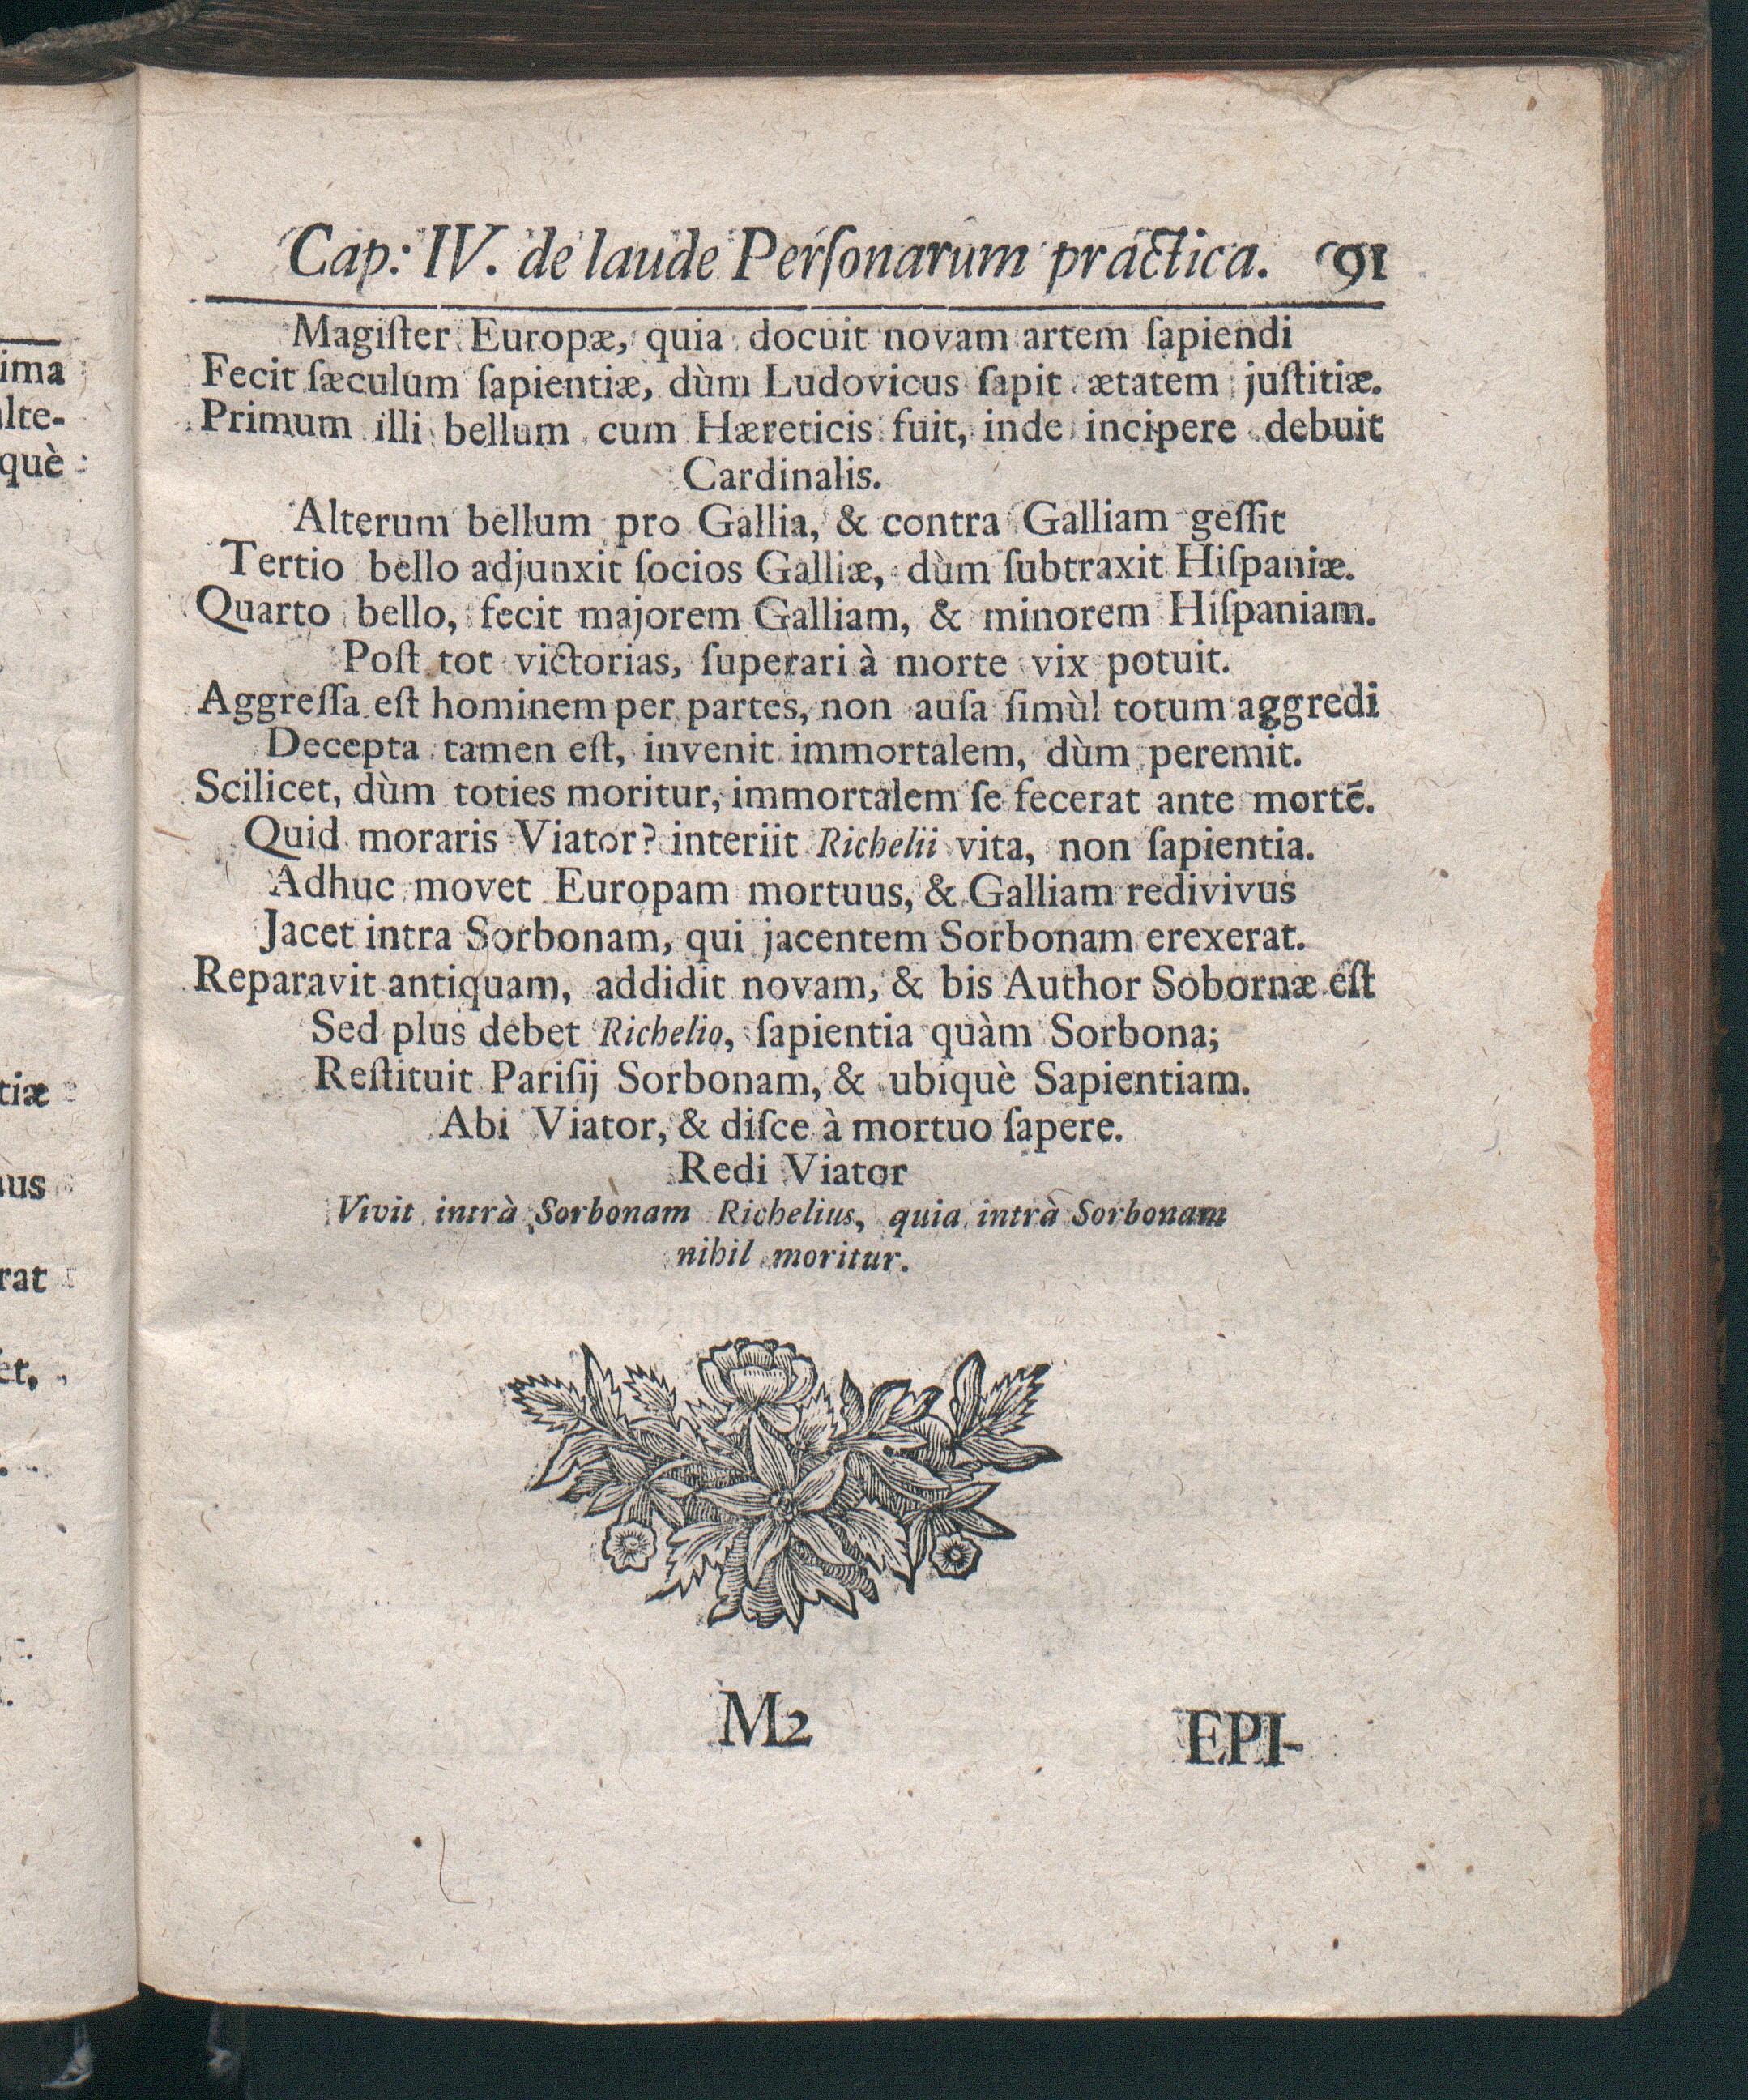 Cap: IV. de laude Perſonarum practica. 91
Magiſter Europæ, quia docuit novam artem ſapiendi
Fecit ſæculum ſapientiæ, dùm Ludovicus ſapit ætatem juſtitiæ.
Primum illi bellum cum Hæreticis fuit, inde incipere debuit
Cardinalis.
Alterum bellum pro Gallia, & contra Galliam geſſit
Tertio bello adjunxit ſocios Galliæ, dùm ſubtraxit Hiſpaniæ.
Quarto bello, fecit majorem Galliam, & minorem Hiſpaniam.
Poſt tot victorias, ſuperari à morte vix potuit.
Aggreſſa eſt hominem per partes, non auſa ſimùl totum aggredi
Decepta tamen eſt, invenit immortalem, dùm peremit.
Scilicet, dùm toties moritur, immortalem ſe fecerat ante mortē.
Quid moraris Viator? interiit Richelii vita, non ſapientia.
Adhuc movet Europam mortuus, & Galliam redivivus
Jacet intra Sorbonam, qui jacentem Sorbonam erexerat.
Reparavit antiquam, addidit novam, & bis Author Sobornæ eſt
Sed plus debet Richelio, ſapientia quàm Sorbona;
Reſtituit Pariſij Sorbonam, & ubiquè Sapientiam.
Abi Viator, & diſce à mortuo ſapere.
Redi Viator
Vivit intrà Sorbonam Richelius, quia intrà Sorbonam
nihil moritur.
M2
EPI-
ima
alte-
què
tiæ
rat
et,